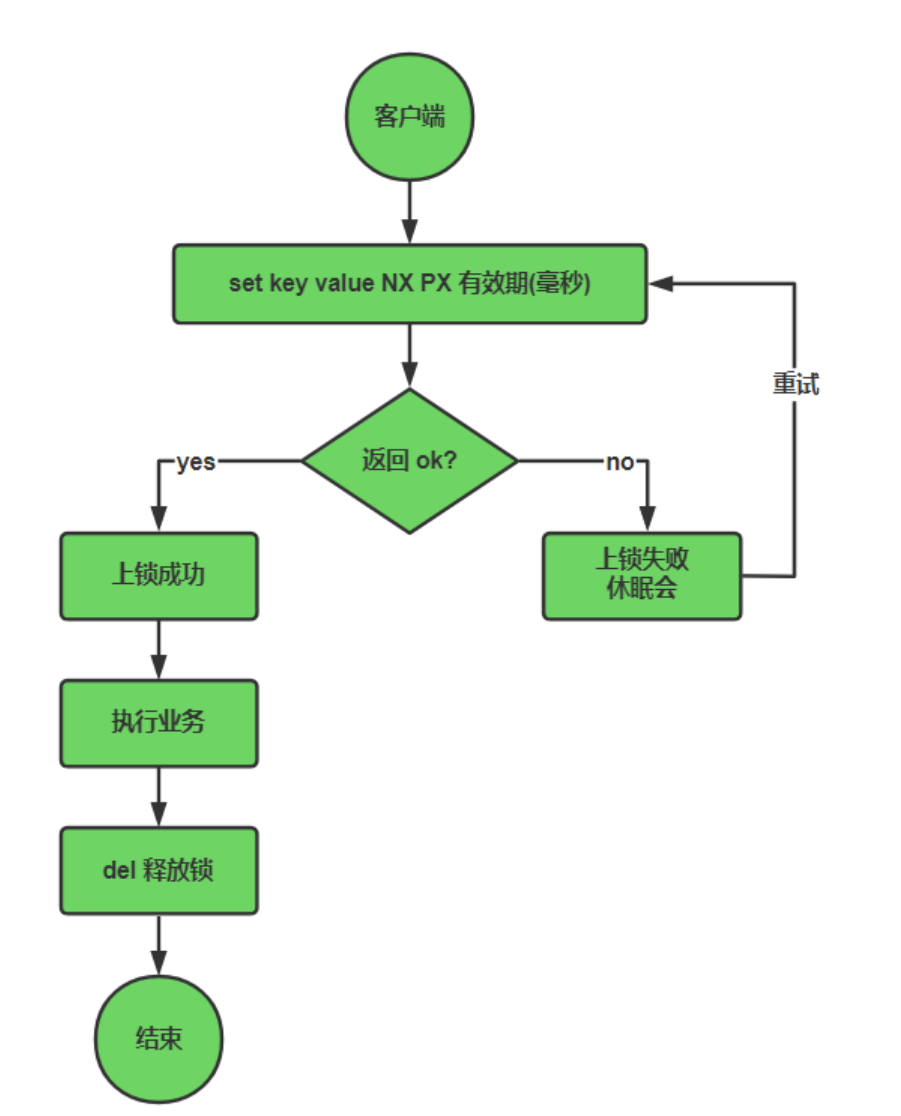 客户端
set key value NX PX 有效期(毫秒)
重试
返回 ok?
yes
no
上锁成功
上锁失败
休眠会
执行业务
del 释放锁
结束